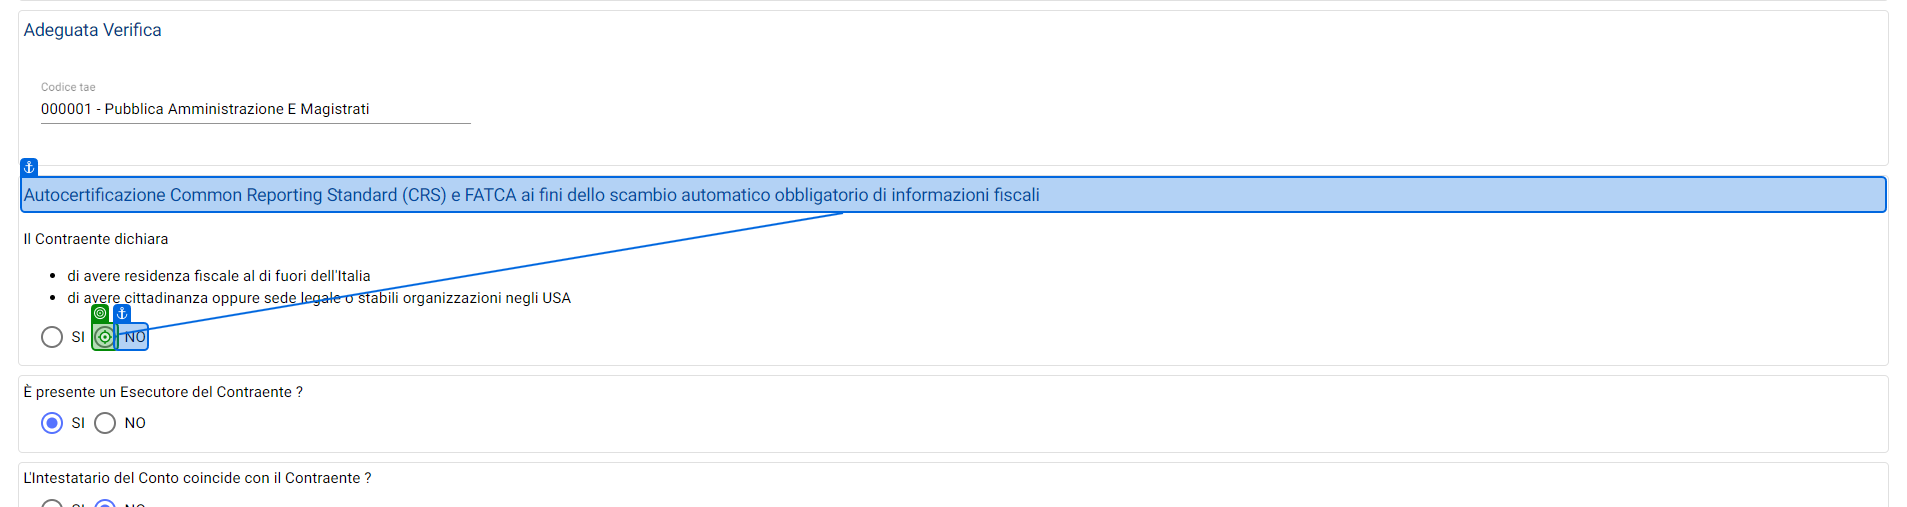 Adeguata Verifica
Codice tae
000001 - Pubblica Amministrazione E Magistrati
Autocertificazione Common Reporting Standard (CRS) e FATCA ai fini dello scambio automatico obbligatorio di informazioni fiscali
Il Contraente dichiara
di avere residenza fiscale al di fuori dell'Italia
di avere cittadinanza oppure sede legale o stabili organizzazioni negli USA
SI NO
È presente un Esecutore del Contraente ?
SI NO
L'Intestatario del Conto coincide con il Contraente ?
SI NO